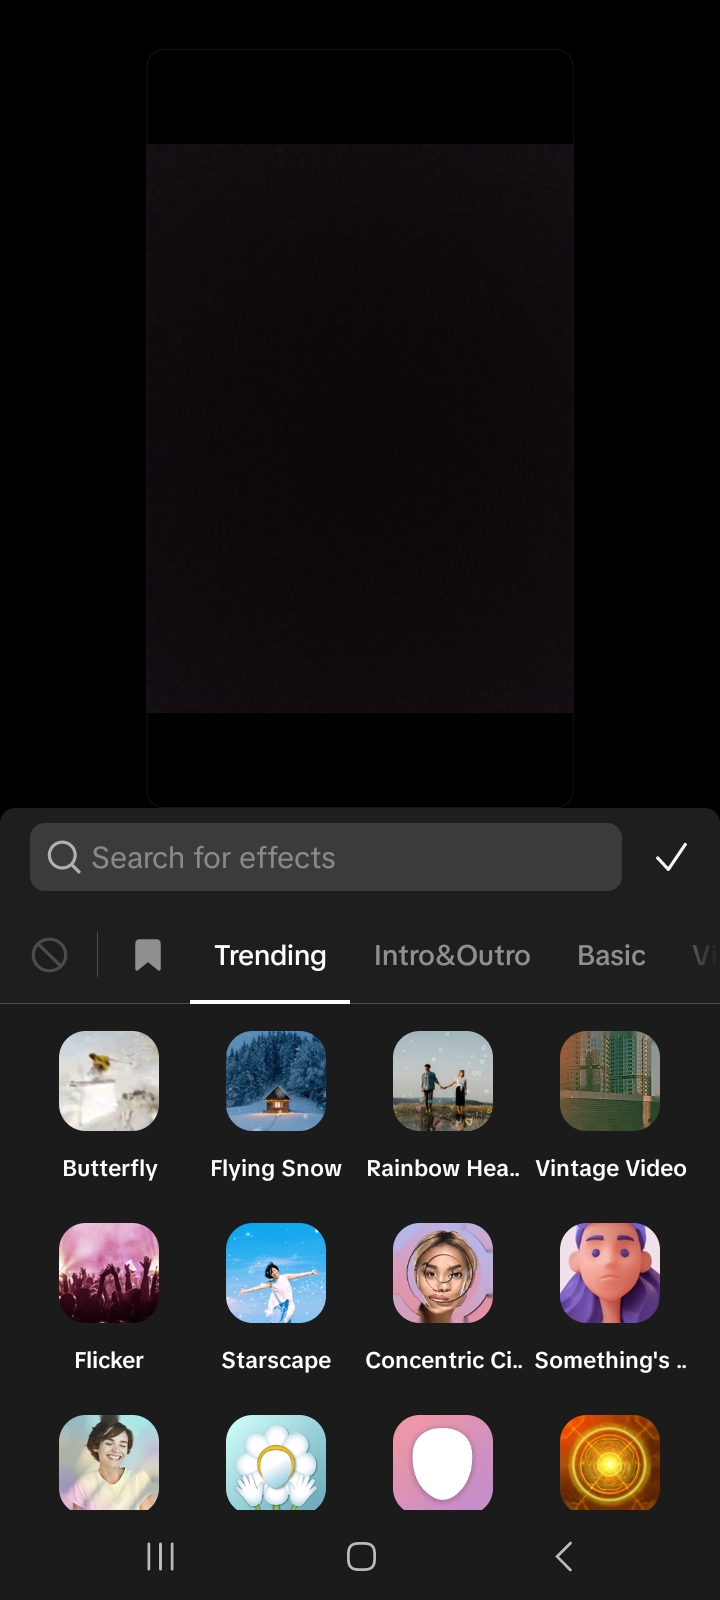 Search for effects
Trending Intro&Outro Basic Vi
Butterfly Flying Snow Rainbow Hea.. Vintage Video
Flicker Starscape Concentric Ci.. Something's ..